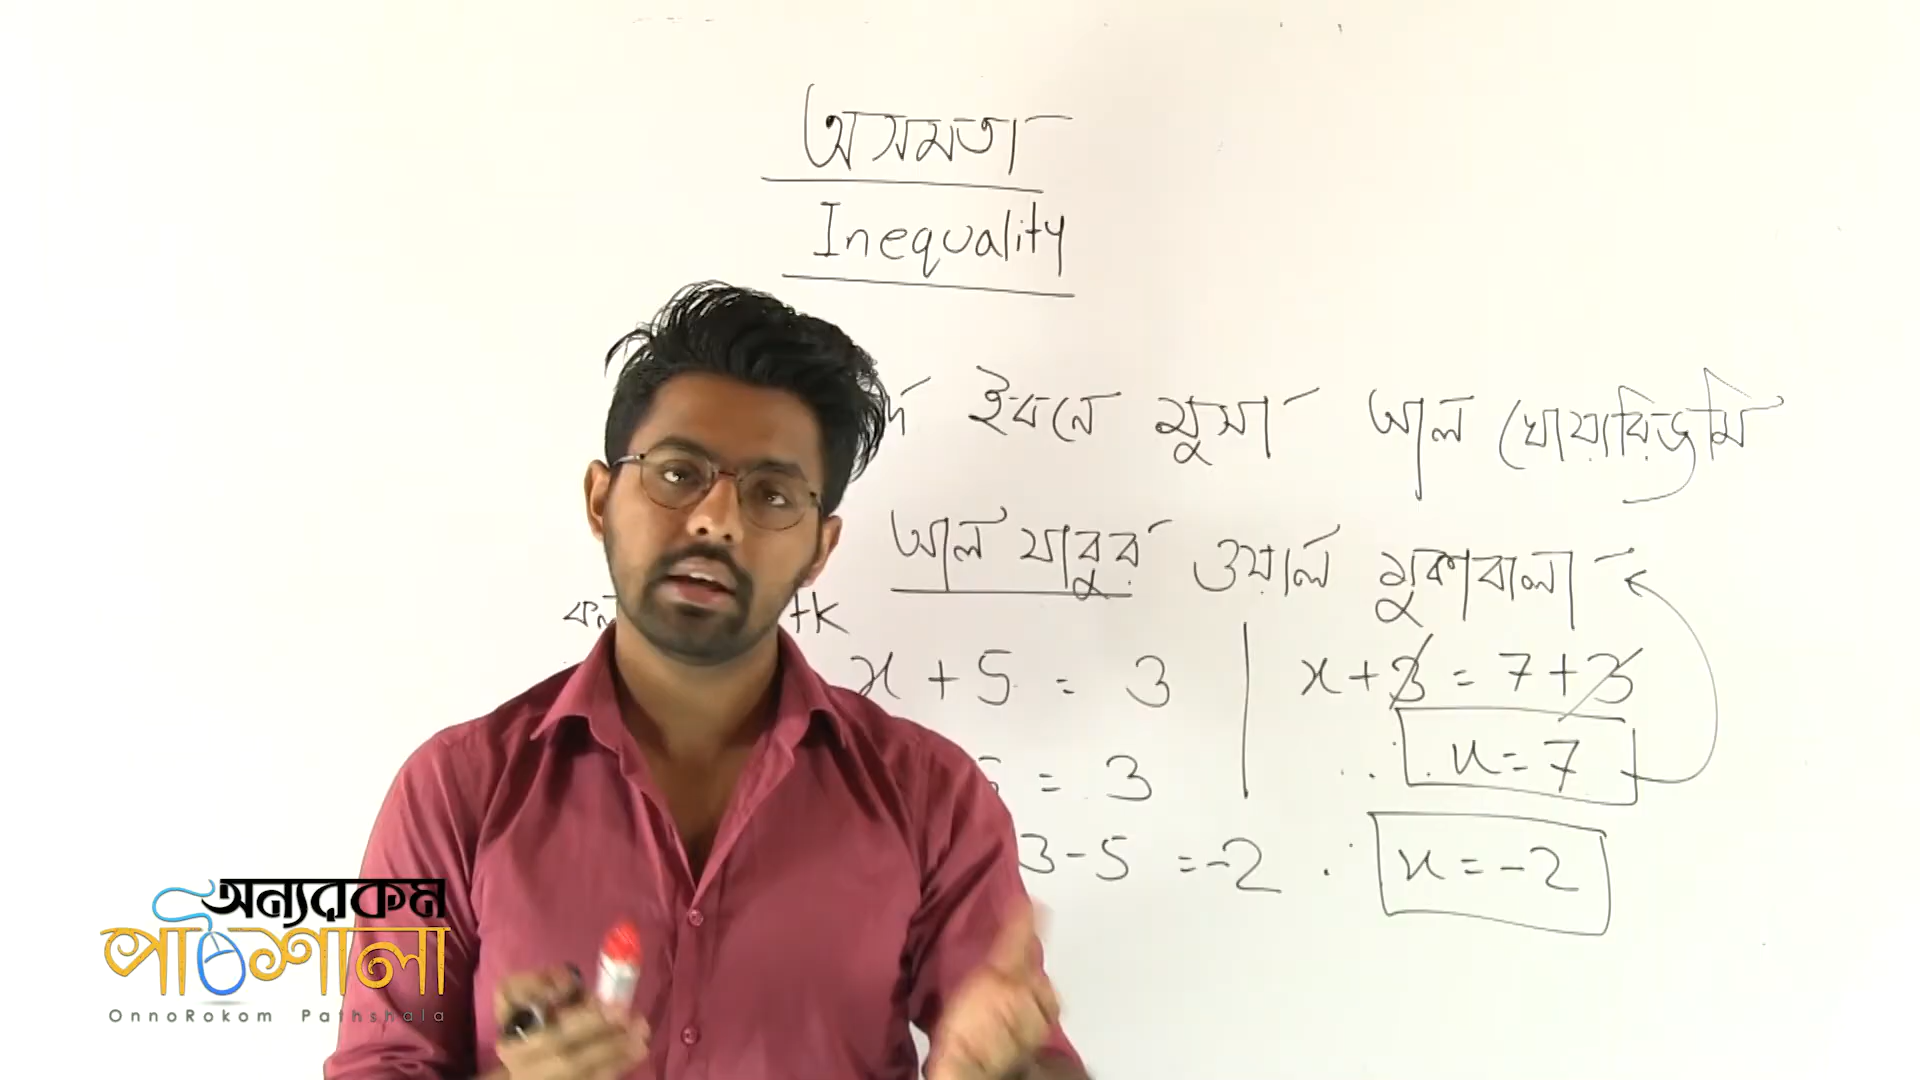 অসমতা
Inequality
ইবনে মুসা আল খোয়ারিজমি
আল যাবুর ওয়াল মুকাবালা
+k
x + 5 = 3
x + 3 = 7 + 3
5 = 3
∴ x = 7
3 - 5 = -2 ∴ x = -2
অন্যরকম
পাঠশালা
OnnoRokom Pathshala